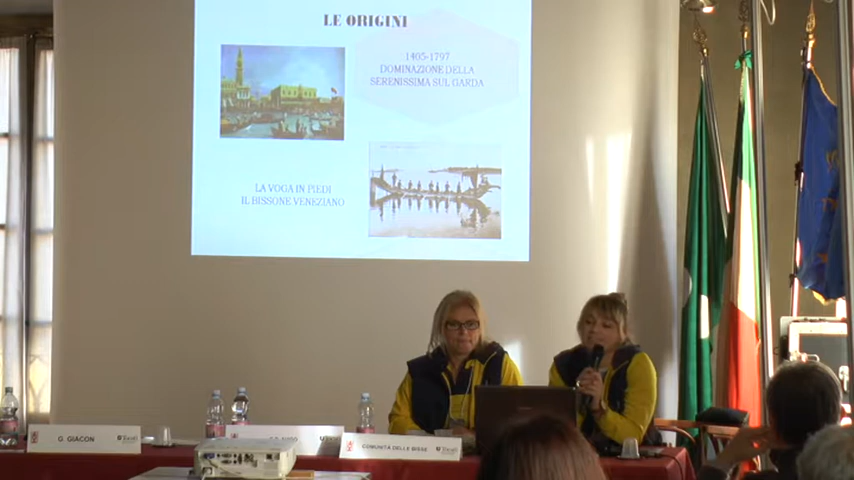 LE ORIGINI
1405-1797
DOMINAZIONE DELLA
SERENISSIMA SUL GARDA
LA VOGA IN PIEDI
IL BISSONE VENEZIANO
G. GIACON
COMUNITÀ DELLE BISSE